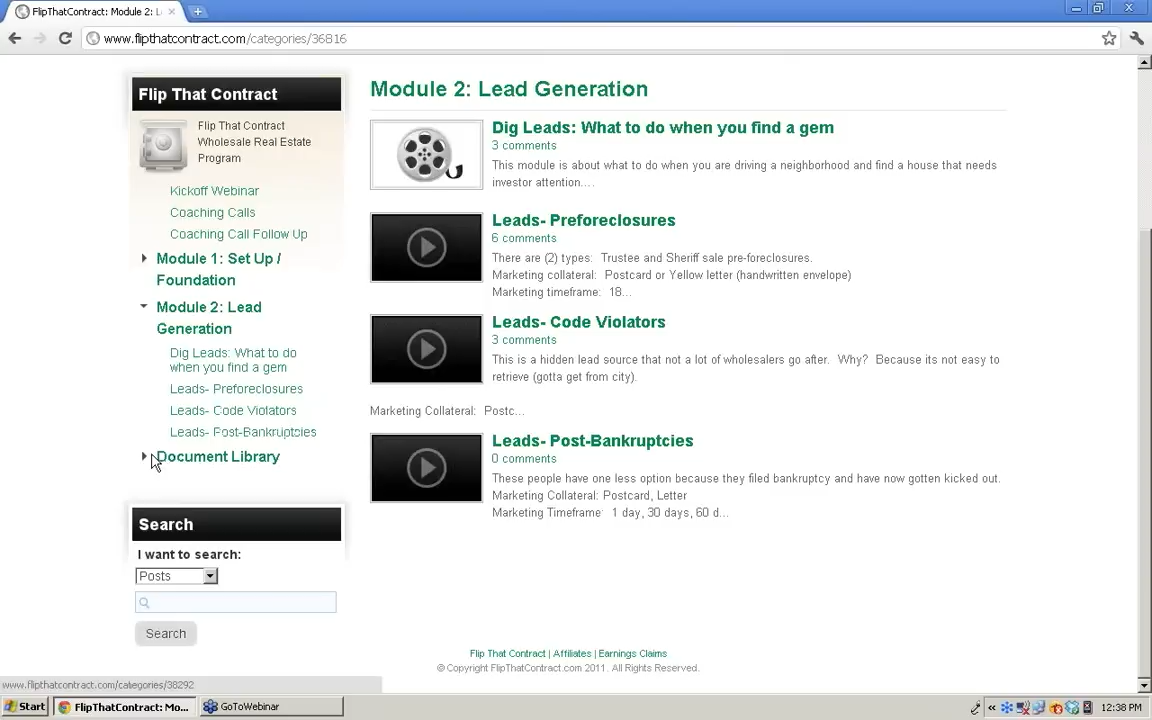 FlipThatContract: Module 2: L
www.flipthatcontract.com/categories/36816
Flip That Contract
Flip That Contract
Wholesale Real Estate
Program
Kickoff Webinar
Coaching Calls
Coaching Call Follow Up
Module 1: Set Up /
Foundation
Module 2: Lead
Generation
Dig Leads: What to do
when you find a gem
Leads- Preforeclosures
Leads- Code Violators
Leads- Post-Bankruptcies
Document Library
Search
I want to search:
Posts
Search
Module 2: Lead Generation
Dig Leads: What to do when you find a gem
3 comments
This module is about what to do when you are driving a neighborhood and find a house that needs
investor attention....
Leads- Preforeclosures
6 comments
There are (2) types: Trustee and Sheriff sale pre-foreclosures.
Marketing collateral: Postcard or Yellow letter (handwritten envelope)
Marketing timeframe: 18...
Leads- Code Violators
3 comments
This is a hidden lead source that not a lot of wholesalers go after. Why? Because its not easy to
retrieve (gotta get from city).
Marketing Collateral: Postc...
Leads- Post-Bankruptcies
0 comments
These people have one less option because they filed bankruptcy and have now gotten kicked out.
Marketing Collateral: Postcard, Letter
Marketing Timeframe: 1 day, 30 days, 60 d...
Flip That Contract | Affiliates | Earnings Claims
© Copyright FlipThatContract.com 2011. All Rights Reserved.
www.flipthatcontract.com/categories/38292
Start
FlipThatContract: Mo...
GoToWebinar
12:38 PM